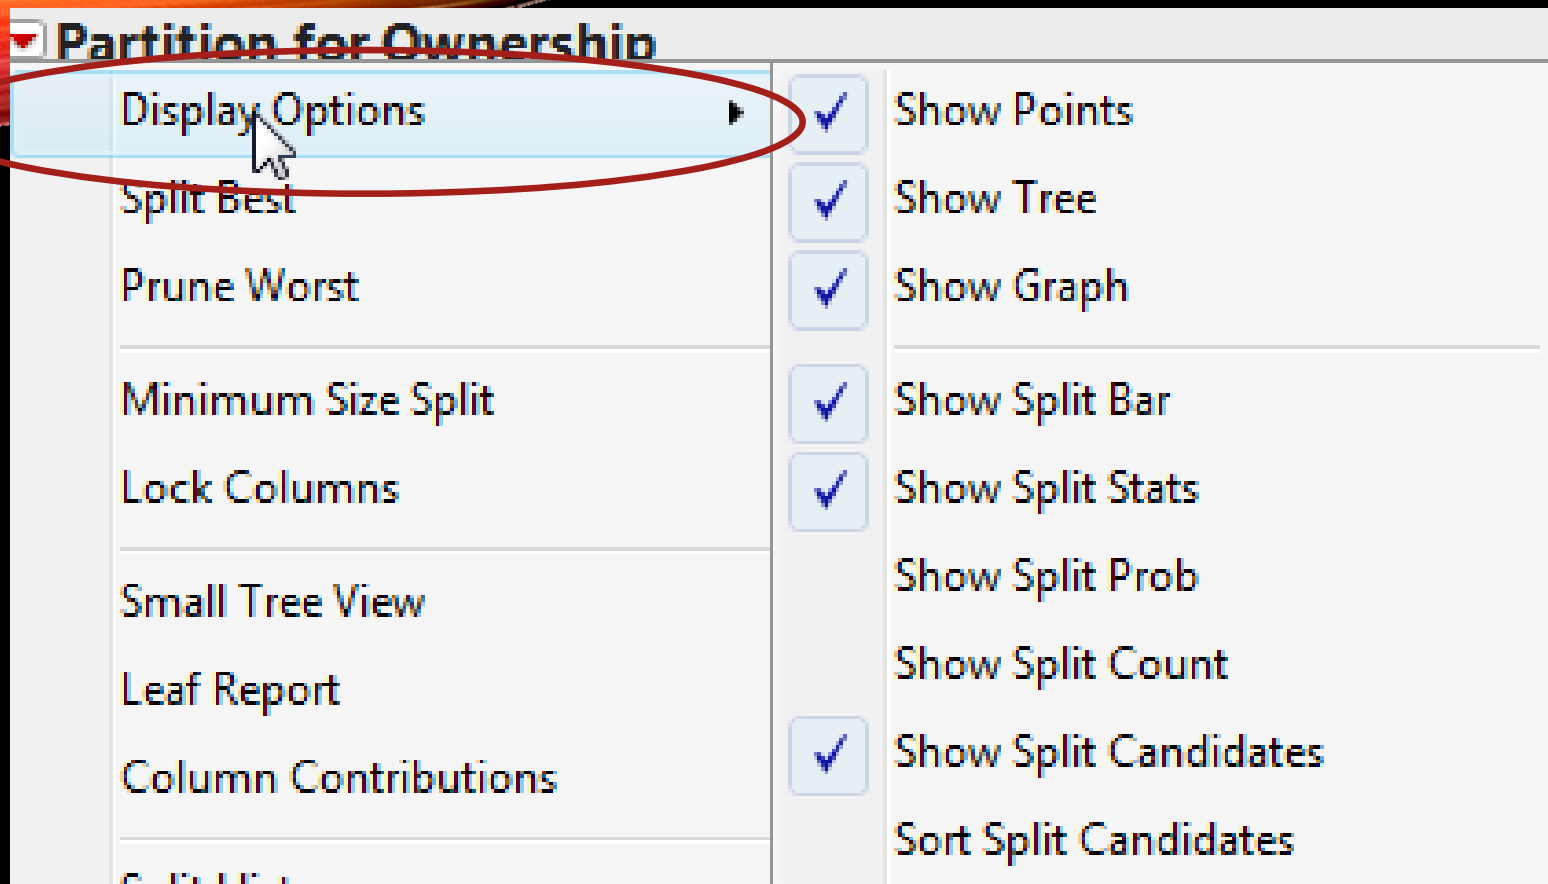 Partition for Ownership
Display Options
Split Best
Prune Worst
Minimum Size Split
Lock Columns
Small Tree View
Leaf Report
Column Contributions
Show Points
Show Tree
Show Graph
Show Split Bar
Show Split Stats
Show Split Prob
Show Split Count
Show Split Candidates
Sort Split Candidates